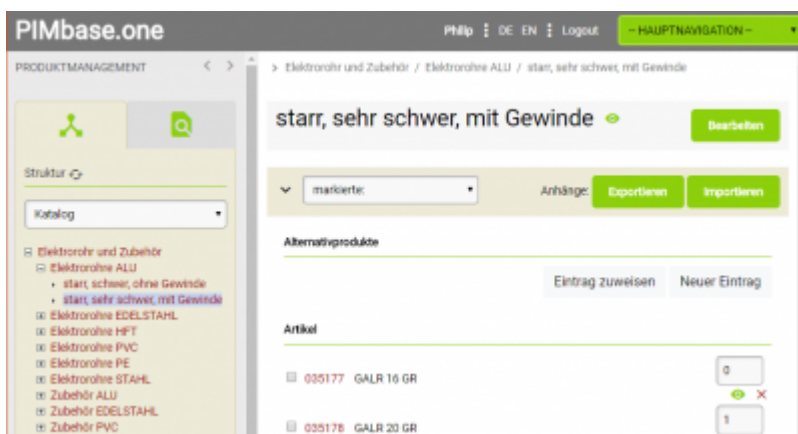 PIMbase.one
Philip ⋮ DE EN ⋮ Logout
-- HAUPTNAVIGATION --
PRODUKTMANAGEMENT < >
> Elektrorohr und Zubehör / Elektrorohre ALU / starr, sehr schwer, mit Gewinde
starr, sehr schwer, mit Gewinde
Bearbeiten
Struktur
Katalog
Elektrorohr und Zubehör
Elektrorohre ALU
starr, schwer, ohne Gewinde
starr, sehr schwer, mit Gewinde
Elektrorohre EDELSTAHL
Elektrorohre HFT
Elektrorohre PVC
Elektrorohre PE
Elektrorohre STAHL
Zubehör ALU
Zubehör EDELSTAHL
Zubehör PVC
markierte:
Anhänge: Exportieren Importieren
Alternativprodukte
Eintrag zuweisen Neuer Eintrag
Artikel
035177 GALR 16 GR 0
035178 GALR 20 GR 1